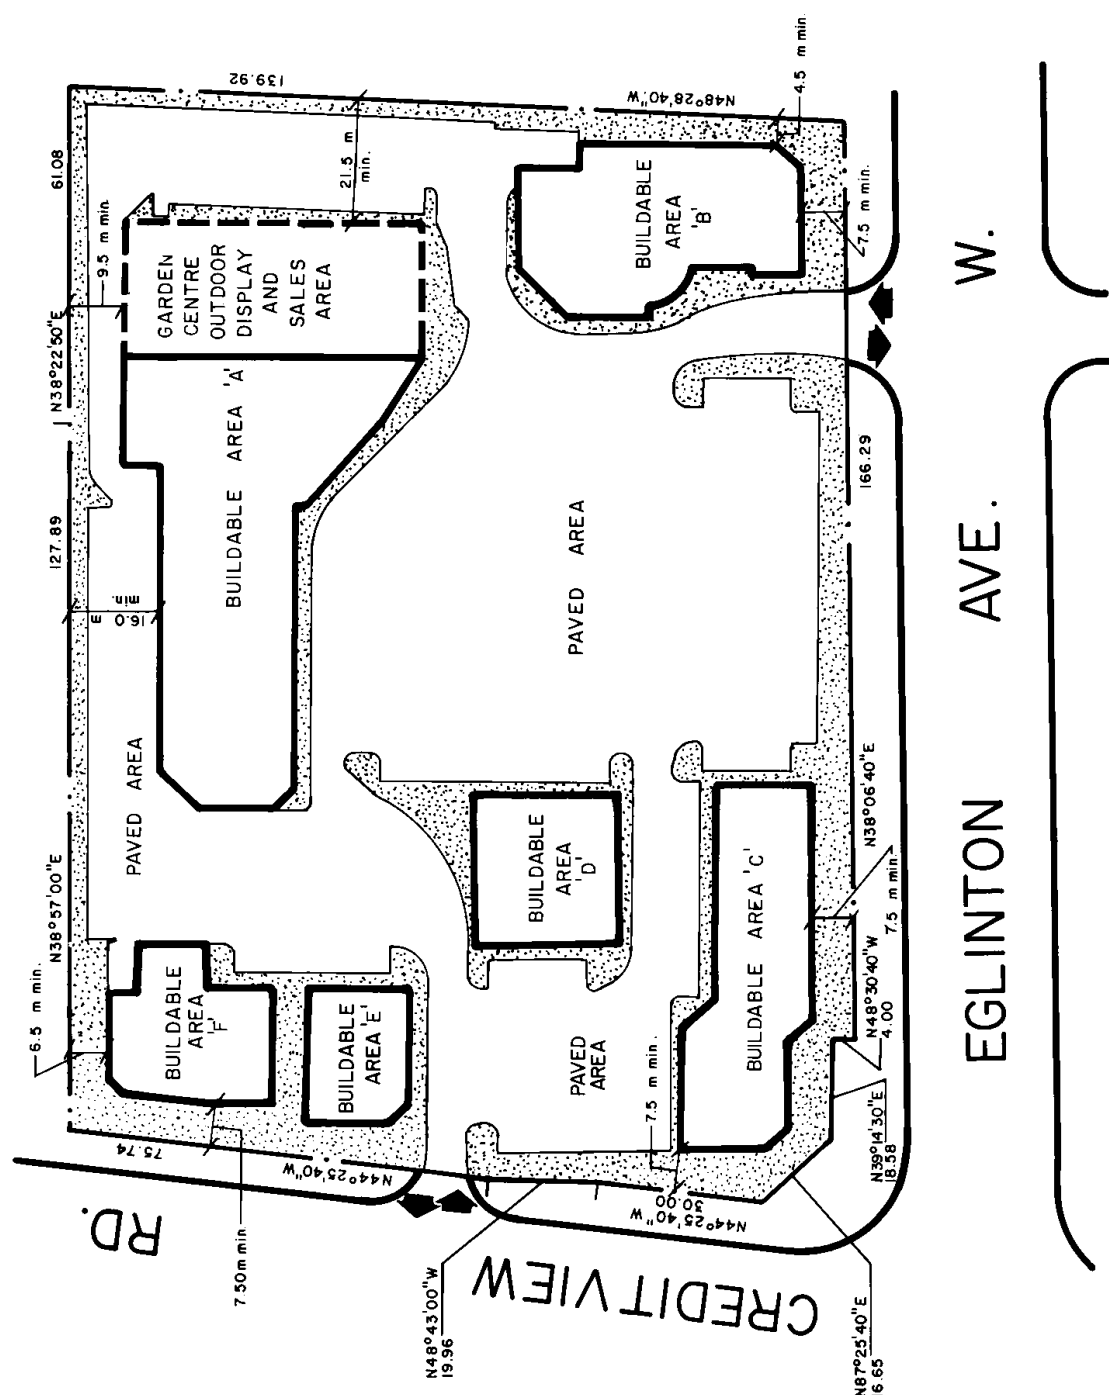 139.92
N48°28'40"W
4.5 m min.
61.08
9.5 m min.
N38°22'50"E
21.5 m
min.
GARDEN
CENTRE
OUTDOOR
DISPLAY
AND
SALES
AREA
BUILDABLE
AREA
'B'
7.5 m min.
127.89
16.0 m
min.
BUILDABLE AREA 'A'
PAVED AREA
166.29
PAVED AREA
N38°57'00"E
6.5 m min.
BUILDABLE
AREA
'F'
BUILDABLE
AREA 'E'
BUILDABLE
AREA
'D'
BUILDABLE AREA 'C'
N38°06'40"E
7.5 m min.
N48°30'40"W
4.00
PAVED
AREA
7.5 m min.
N39°14'30"E
18.58
75.74
N44°25'40"W
7.50m min.
N44°25'40"W
30.00
N48°43'00"W
19.96
N87°25'40"E
6.65
CREDITVIEW
RD.
EGLINTON AVE. W.